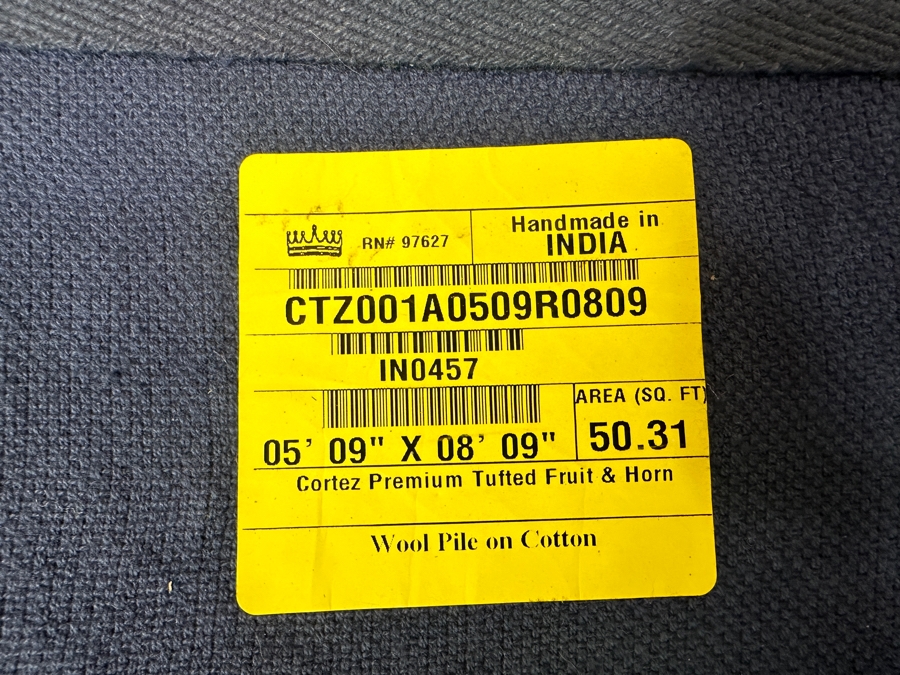 RN# 97627
Handmade in
INDIA
CTZ001A0509R0809
IN0457
05' 09" X 08' 09"
AREA (SQ. FT)
50.31
Cortez Premium Tufted Fruit & Horn
Wool Pile on Cotton